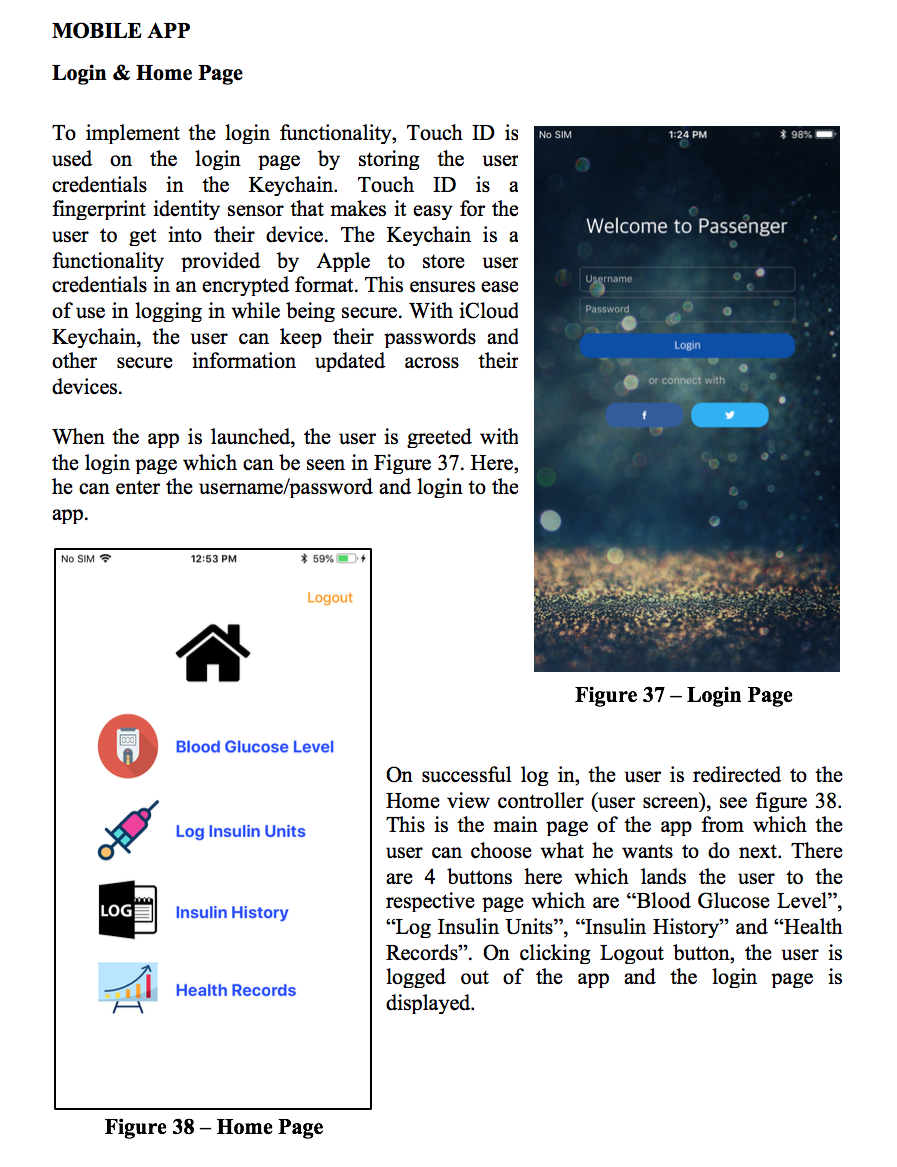 MOBILE APP
Login & Home Page
To implement the login functionality, Touch ID is
used on the login page by storing the user
credentials in the Keychain. Touch ID is a
fingerprint identity sensor that makes it easy for the
user to get into their device. The Keychain is a
functionality provided by Apple to store user
credentials in an encrypted format. This ensures ease
of use in logging in while being secure. With iCloud
Keychain, the user can keep their passwords and
other secure information updated across their
devices.
When the app is launched, the user is greeted with
the login page which can be seen in Figure 37. Here,
he can enter the username/password and login to the
app.
No SIM 1:24 PM 98%
Welcome to Passenger
Username
Password
Login
or connect with
f
Figure 37 – Login Page
No SIM 12:53 PM 59%
Logout
Blood Glucose Level
Log Insulin Units
LOG
Insulin History
Health Records
Figure 38 – Home Page
On successful log in, the user is redirected to the
Home view controller (user screen), see figure 38.
This is the main page of the app from which the
user can choose what he wants to do next. There
are 4 buttons here which lands the user to the
respective page which are “Blood Glucose Level”,
“Log Insulin Units”, “Insulin History” and “Health
Records”. On clicking Logout button, the user is
logged out of the app and the login page is
displayed.